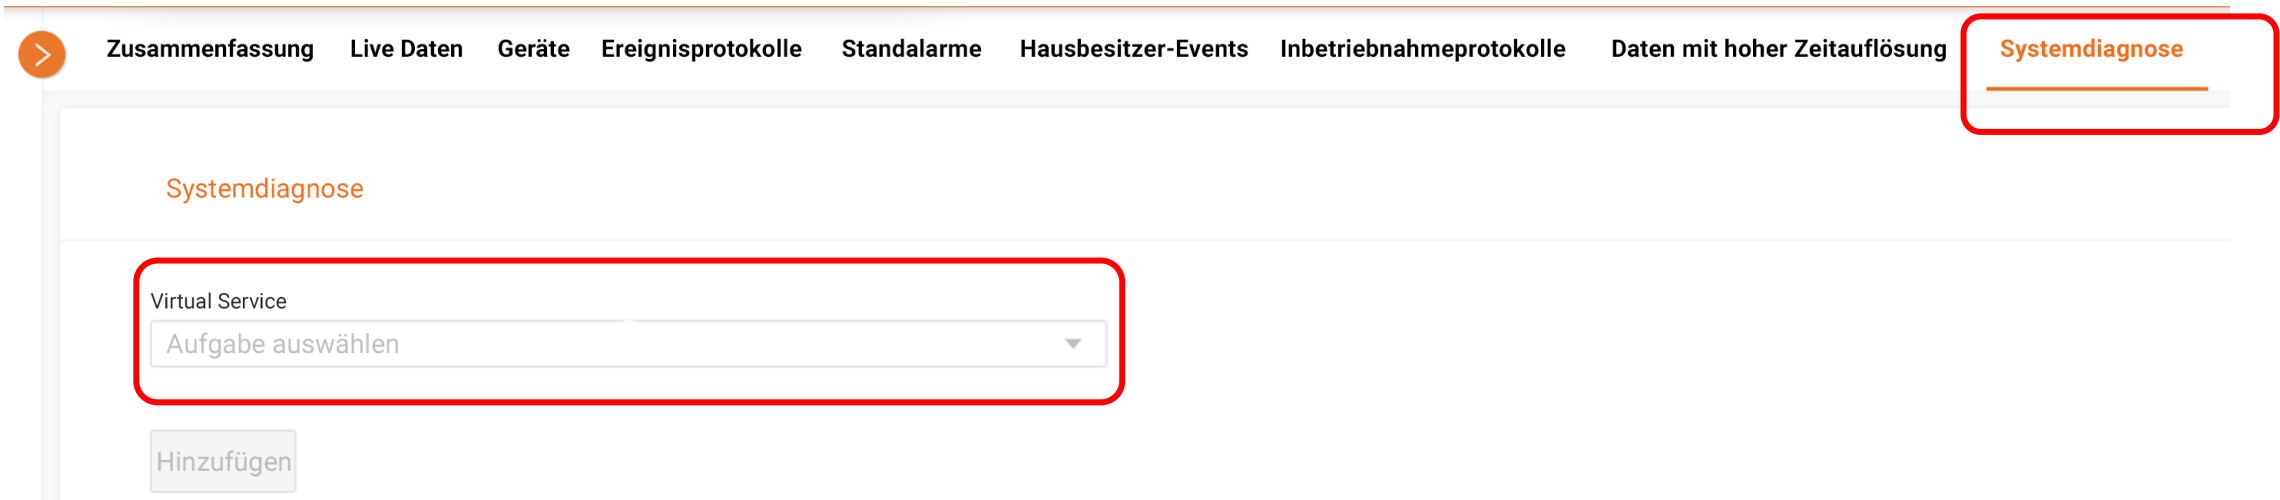 Zusammenfassung Live Daten Geräte Ereignisprotokolle Standalarme Hausbesitzer-Events Inbetriebnahmeprotokolle Daten mit hoher Zeitauflösung Systemdiagnose
Systemdiagnose
Virtual Service
Aufgabe auswählen
Hinzufügen